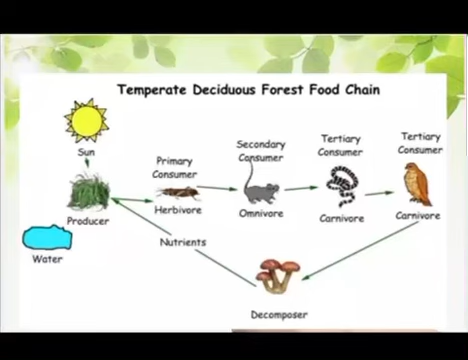 Temperate Deciduous Forest Food Chain
Sun
Producer
Water
Primary
Consumer
Herbivore
Secondary
Consumer
Omnivore
Tertiary
Consumer
Carnivore
Tertiary
Consumer
Carnivore
Nutrients
Decomposer